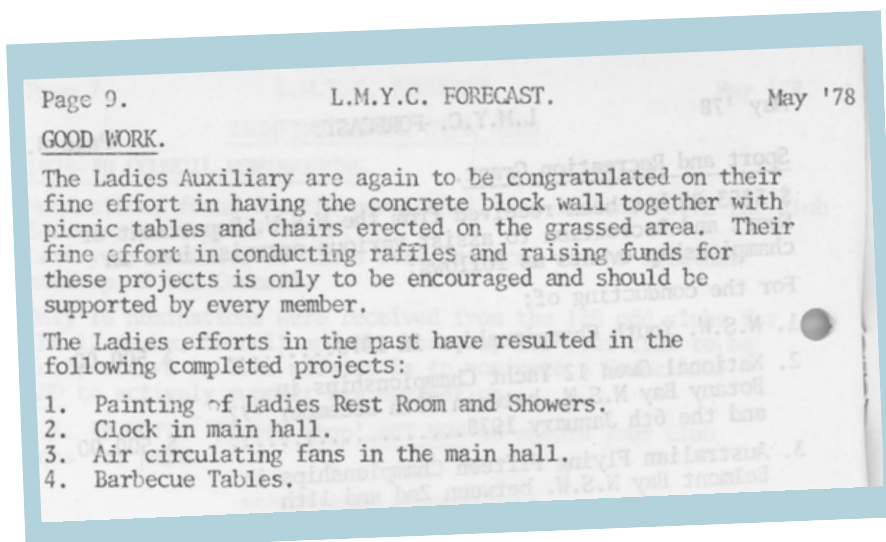 Page 9. L.M.Y.C. FORECAST. May '78
GOOD WORK.
The Ladies Auxiliary are again to be congratulated on their
fine effort in having the concrete block wall together with
picnic tables and chairs erected on the grassed area. Their
fine effort in conducting raffles and raising funds for
these projects is only to be encouraged and should be
supported by every member.
The Ladies efforts in the past have resulted in the
following completed projects:
1. Painting of Ladies Rest Room and Showers.
2. Clock in main hall.
3. Air circulating fans in the main hall.
4. Barbecue Tables.